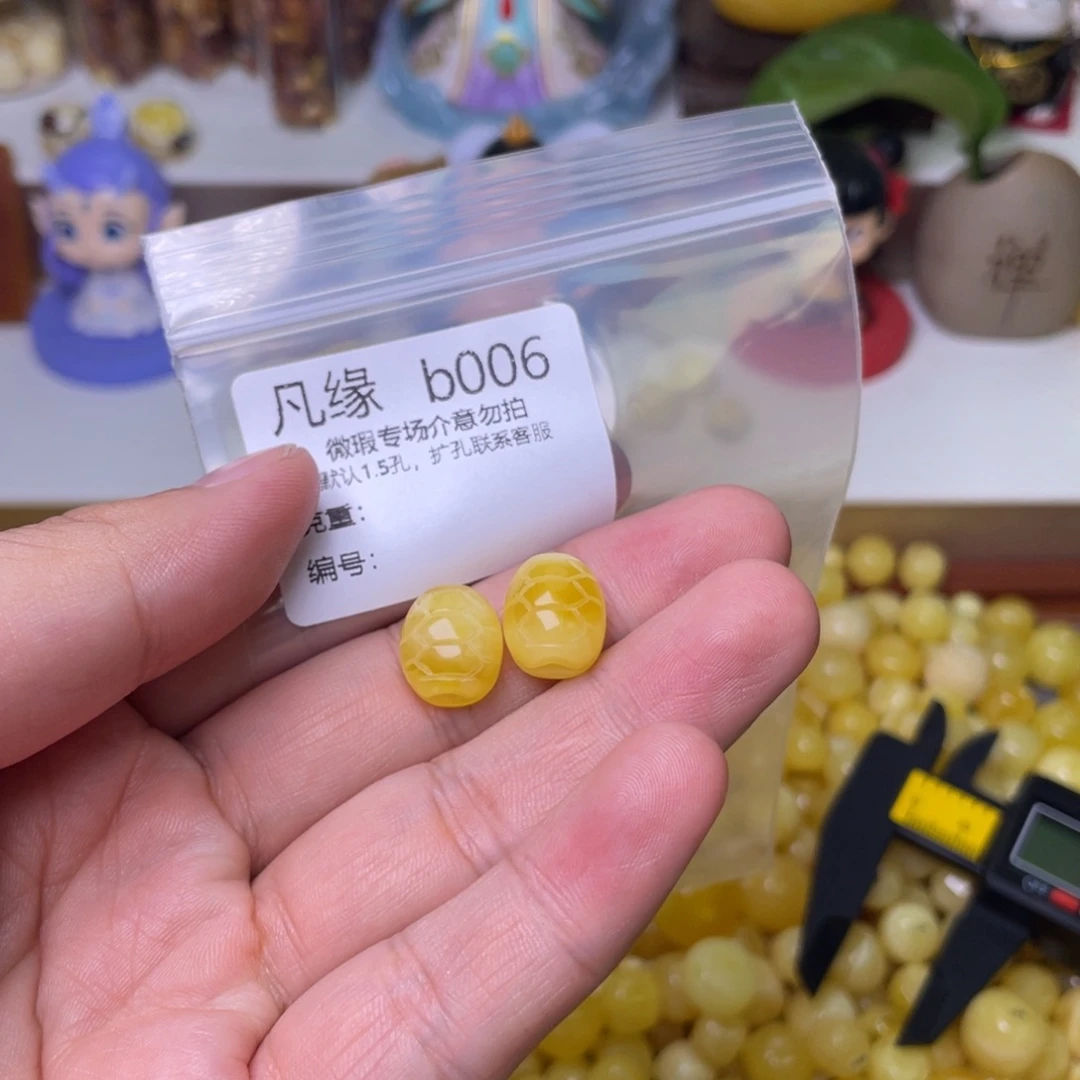 凡缘 b006
微瑕专场介意勿拍
默认1.5孔，扩孔联系客服
克重：
编号：